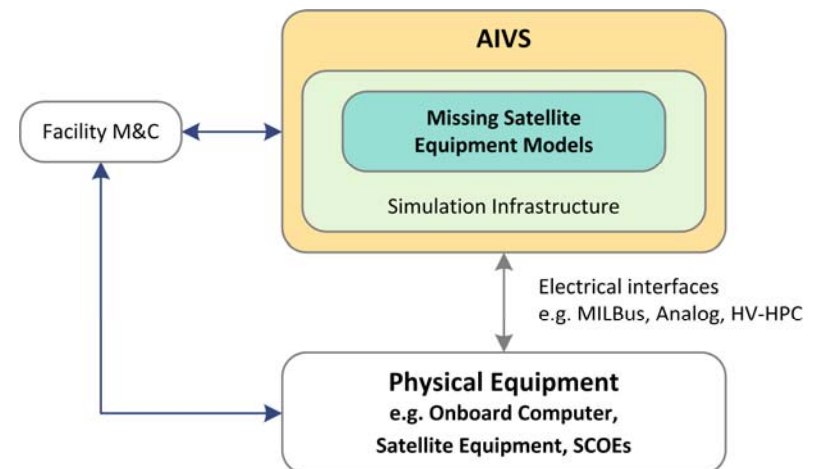 AIVS
Missing Satellite
Equipment Models
Facility M&C
Simulation Infrastructure
Electrical interfaces
e.g. MILBus, Analog, HV-HPC
Physical Equipment
e.g. Onboard Computer,
Satellite Equipment, SCOEs